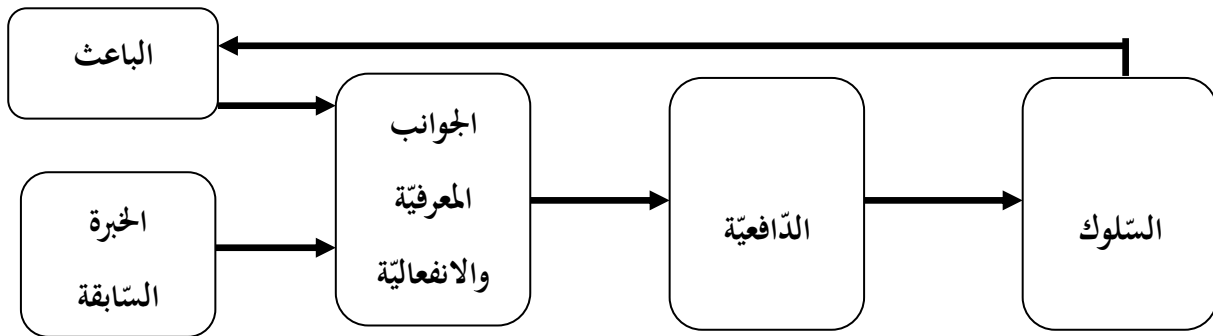 الباعث
الخبرة
السّابقة
الجوانب
المعرفيّة
والانفعاليّة
الدّافعيّة
السّلوك